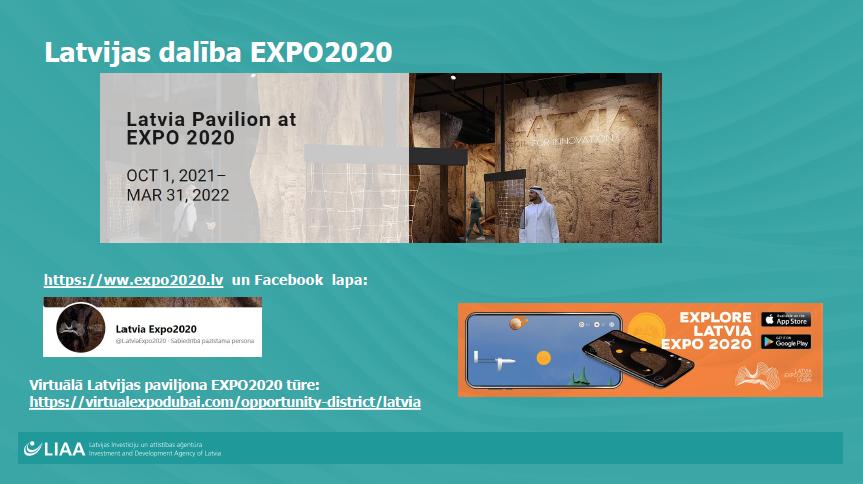 Latvijas dalība EXPO2020
Latvia Pavilion at
EXPO 2020
OCT 1, 2021–
MAR 31, 2022
LATVIA
FOR INNOVATION
https://ww.expo2020.lv un Facebook lapa:
Latvia Expo2020
@LatviaExpo2020 · Sabiedrībā pazīstama persona
EXPLORE
LATVIA
EXPO 2020
Available on the
App Store
GET IT ON
Google Play
LATVIA
EXPO 2020
DUBAI
Virtuālā Latvijas paviljona EXPO2020 tūre:
https://virtualexpodubai.com/opportunity-district/latvia
LIAA
Latvijas Investīciju un attīstības aģentūra
Investment and Development Agency of Latvia